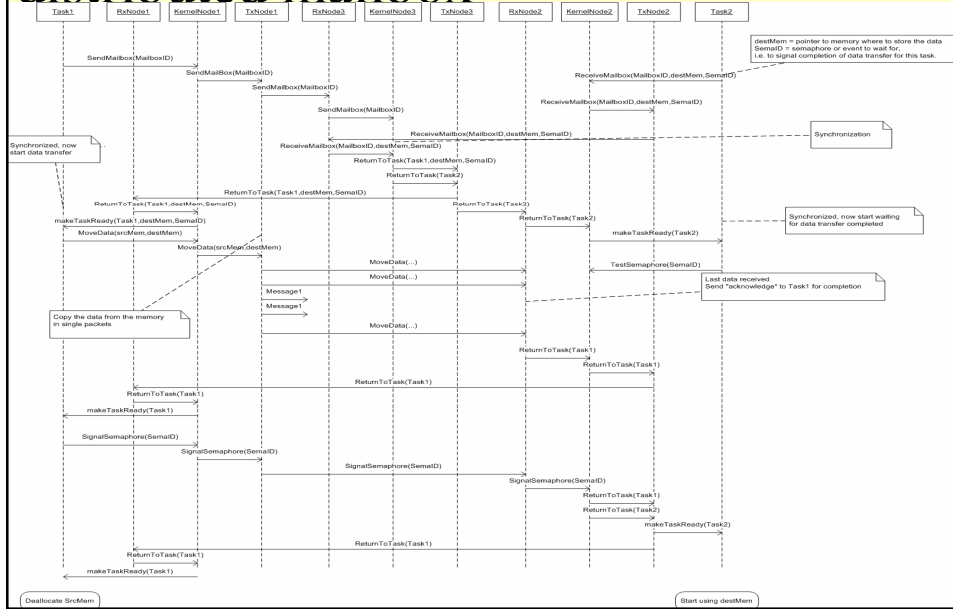 Task1
RxNode1
KernelNode1
TxNode1
RxNode3
KernelNode3
TxNode3
RxNode2
KernelNode2
TxNode2
Task2
destMem = pointer to memory where to store the data
SemaID = semaphore or event to wait for,
i.e. to signal completion of data transfer for this task.
SendMailbox(MailboxID)
SendMailBox(MailboxID)
ReceiveMailbox(MailboxID,destMem,SemaID)
SendMailbox(MailboxID)
ReceiveMailbox(MailboxID,destMem,SemaID)
SendMailbox(MailboxID)
ReceiveMailbox(MailboxID,destMem,SemaID)
Synchronization
Synchronized, now
start data transfer
ReceiveMailbox(MailboxID,destMem,SemaID)
ReturnToTask(Task1,destMem,SemaID)
ReturnToTask(Task2)
ReturnToTask(Task1,destMem,SemaID)
ReturnToTask(Task1,destMem,SemaID)
ReturnToTask(Task2)
makeTaskReady(Task1,destMem,SemaID)
ReturnToTask(Task2)
Synchronized, now start waiting
for data transfer completed
MoveData(srcMem,destMem)
makeTaskReady(Task2)
MoveData(srcMem,destMem)
MoveData(...)
TestSemaphore(SemaID)
MoveData(...)
Last data received
Send "acknowledge" to Task1 for completion
Message1
Message1
Copy the data from the memory
in single packets
MoveData(...)
ReturnToTask(Task1)
ReturnToTask(Task1)
ReturnToTask(Task1)
ReturnToTask(Task1)
makeTaskReady(Task1)
SignalSemaphore(SemaID)
SignalSemaphore(SemaID)
SignalSemaphore(SemaID)
SignalSemaphore(SemaID)
ReturnToTask(Task1)
ReturnToTask(Task2)
makeTaskReady(Task2)
ReturnToTask(Task1)
ReturnToTask(Task1)
makeTaskReady(Task1)
Deallocate SrcMem
Start using destMem